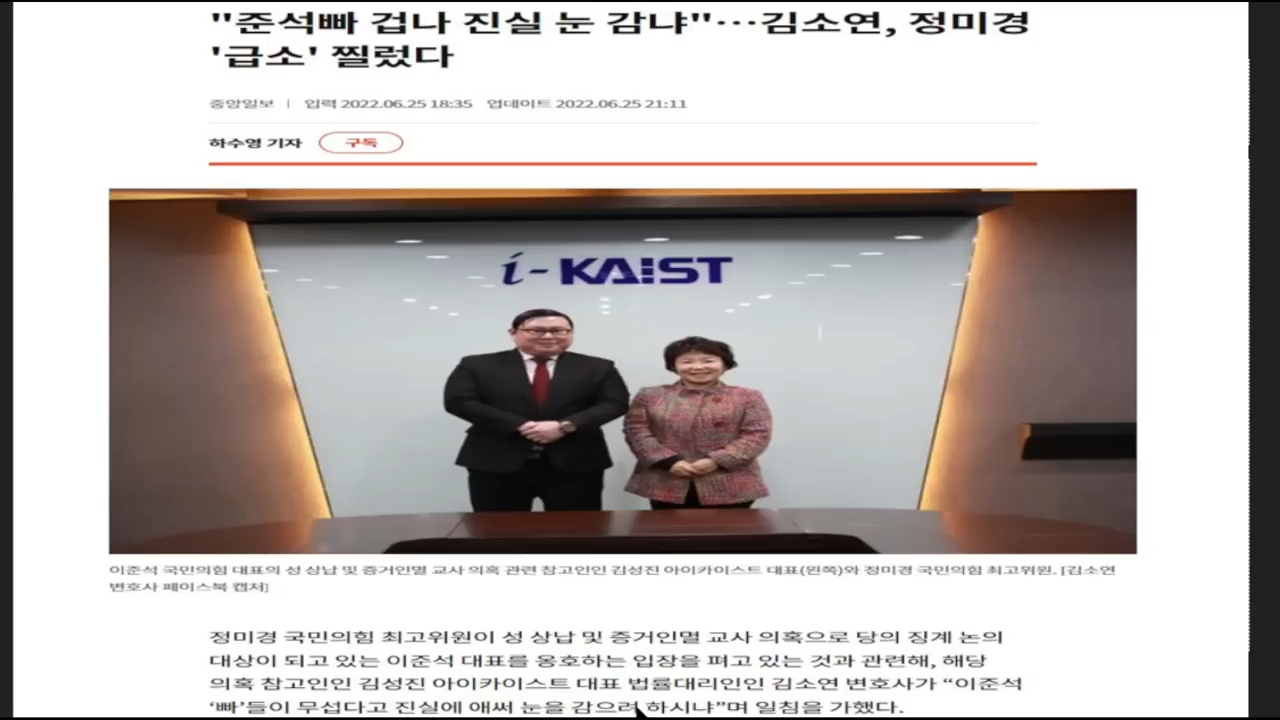 "준석빠 겁나 진실 눈 감냐"…김소연, 정미경
'급소' 찔렀다
중앙일보 | 입력 2022.06.25 18:35 업데이트 2022.06.25 21:11
하수영 기자 구독
i-KAIST
이준석 국민의힘 대표의 성 상납 및 증거인멸 교사 의혹 관련 참고인인 김성진 아이카이스트 대표(왼쪽)와 정미경 국민의힘 최고위원. [김소연
변호사 페이스북 캡처]
정미경 국민의힘 최고위원이 성 상납 및 증거인멸 교사 의혹으로 당의 징계 논의
대상이 되고 있는 이준석 대표를 옹호하는 입장을 펴고 있는 것과 관련해, 해당
의혹 참고인인 김성진 아이카이스트 대표 법률대리인인 김소연 변호사가 “이준석
‘빠’들이 무섭다고 진실에 애써 눈을 감으려 하시냐”며 일침을 가했다.